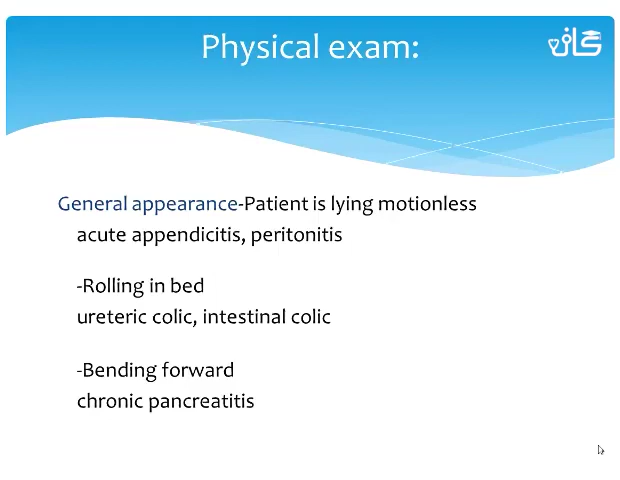 Physical exam:
General appearance-Patient is lying motionless
acute appendicitis, peritonitis
-Rolling in bed
ureteric colic, intestinal colic
-Bending forward
chronic pancreatitis